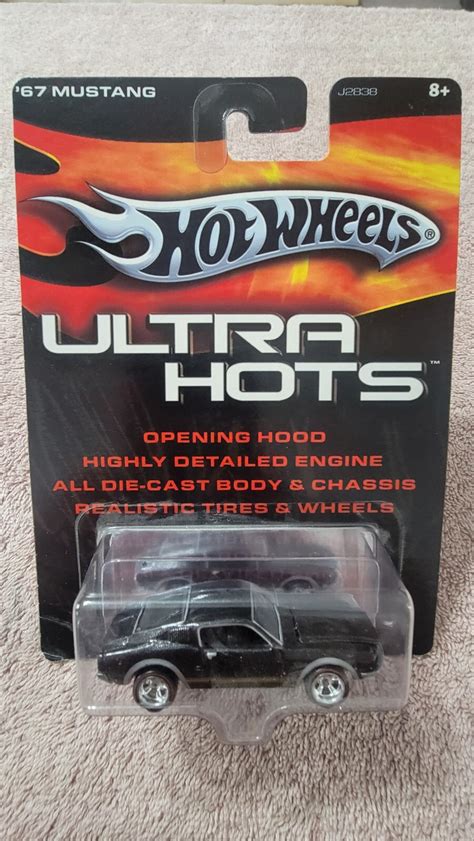 '67 MUSTANG
J2838
8+
HOT WHEELS®
ULTRA
HOTS™
OPENING HOOD
HIGHLY DETAILED ENGINE
ALL DIE-CAST BODY & CHASSIS
REALISTIC TIRES & WHEELS